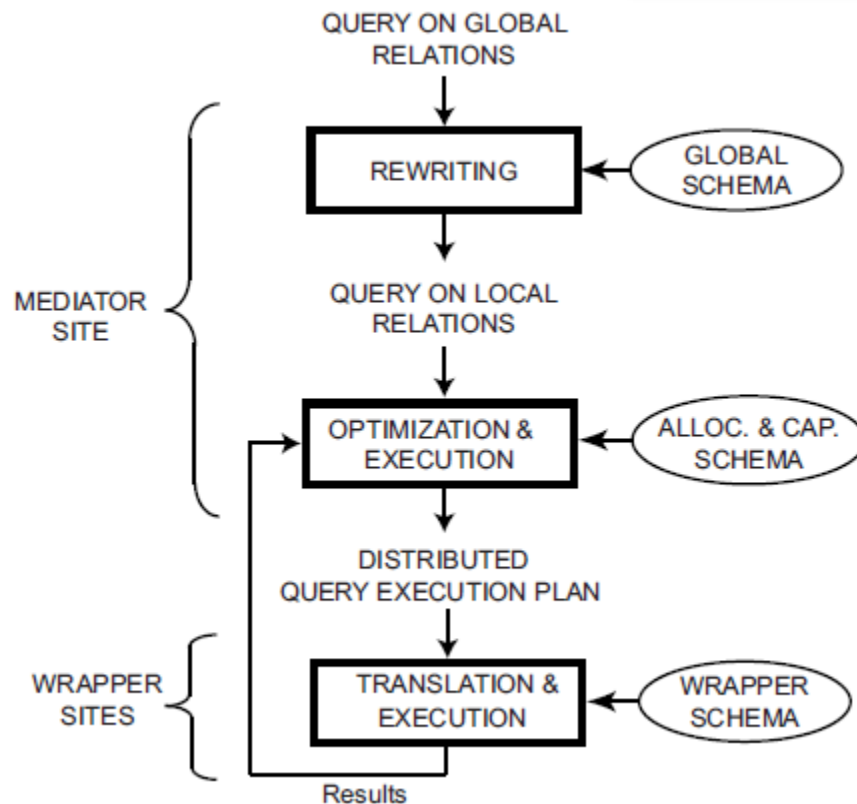 QUERY ON GLOBAL
RELATIONS
REWRITING
GLOBAL
SCHEMA
MEDIATOR
SITE
QUERY ON LOCAL
RELATIONS
OPTIMIZATION &
EXECUTION
ALLOC. & CAP.
SCHEMA
DISTRIBUTED
QUERY EXECUTION PLAN
WRAPPER
SITES
TRANSLATION &
EXECUTION
WRAPPER
SCHEMA
Results